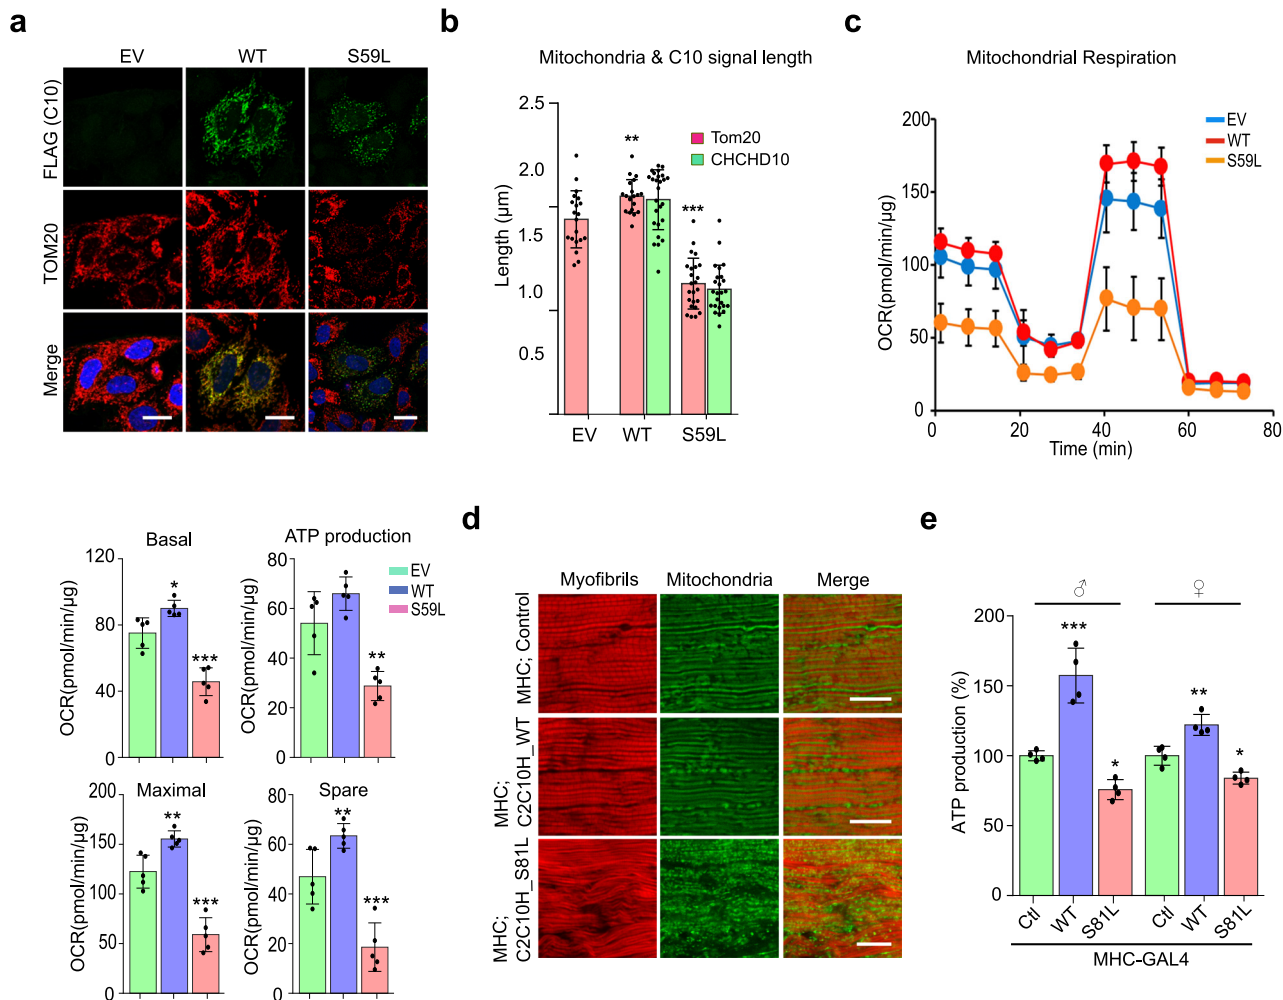 a
EV WT S59L
FLAG (C10)
TOM20
Merge
b
Mitochondria & C10 signal length
2.5
2.0
1.5
1.0
0.5
Length (µm)
Tom20
CHCHD10
**
***
EV WT S59L
c
Mitochondrial Respiration
EV
WT
S59L
200
150
100
50
0
OCR(pmol/min/µg)
0 20 40 60 80
Time (min)
Basal
120
80
40
0
OCR(pmol/min/µg)
*
***
ATP production
80
60
40
20
0
OCR(pmol/min/µg)
**
EV
WT
S59L
Maximal
200
150
100
50
0
OCR(pmol/min/µg)
**
***
Spare
80
60
40
20
0
OCR(pmol/min/µg)
**
***
d
Myofibrils Mitochondria Merge
MHC; Control
MHC;
C2C10H_WT
MHC;
C2C10H_S81L
e
♂ ♀
200
150
100
50
0
ATP production (%)
***
*
**
*
Ctl WT S81L Ctl WT S81L
MHC-GAL4